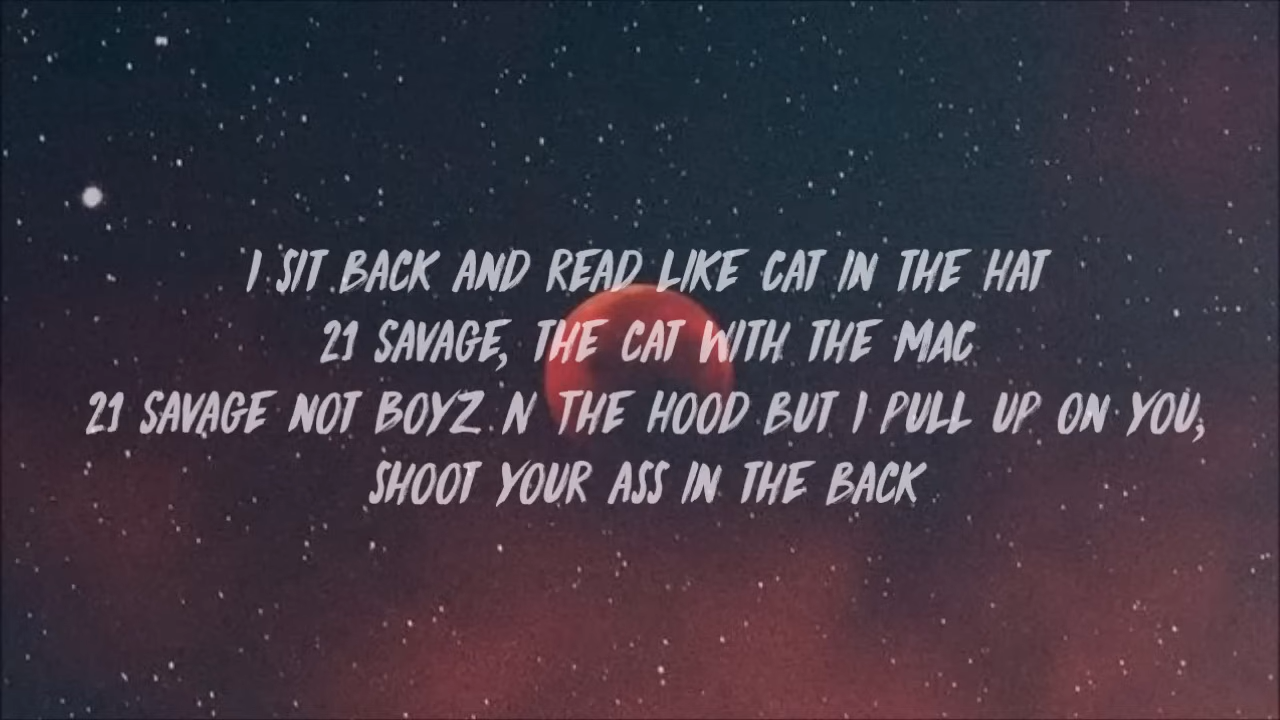 I SIT BACK AND READ LIKE CAT IN THE HAT
21 SAVAGE, THE CAT WITH THE MAC
21 SAVAGE NOT BOYZ N THE HOOD BUT I PULL UP ON YOU,
SHOOT YOUR ASS IN THE BACK